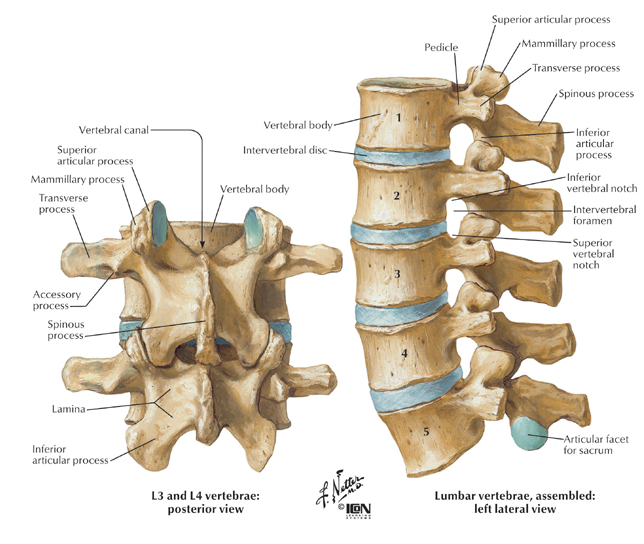 Superior articular process
Pedicle
Mammillary process
Transverse process
Spinous process
Vertebral canal
Vertebral body
1
Inferior
articular
process
Superior
articular process
Intervertebral disc
Mammillary process
Vertebral body
Inferior
vertebral notch
Transverse
process
2
Intervertebral
foramen
Superior
vertebral
notch
3
Accessory
process
Spinous
process
4
Lamina
5
Articular facet
for sacrum
Inferior
articular process
L3 and L4 vertebrae:
posterior view
F. Netter
M.D.
© ICON
LEARNING
SYSTEMS
Lumbar vertebrae, assembled:
left lateral view